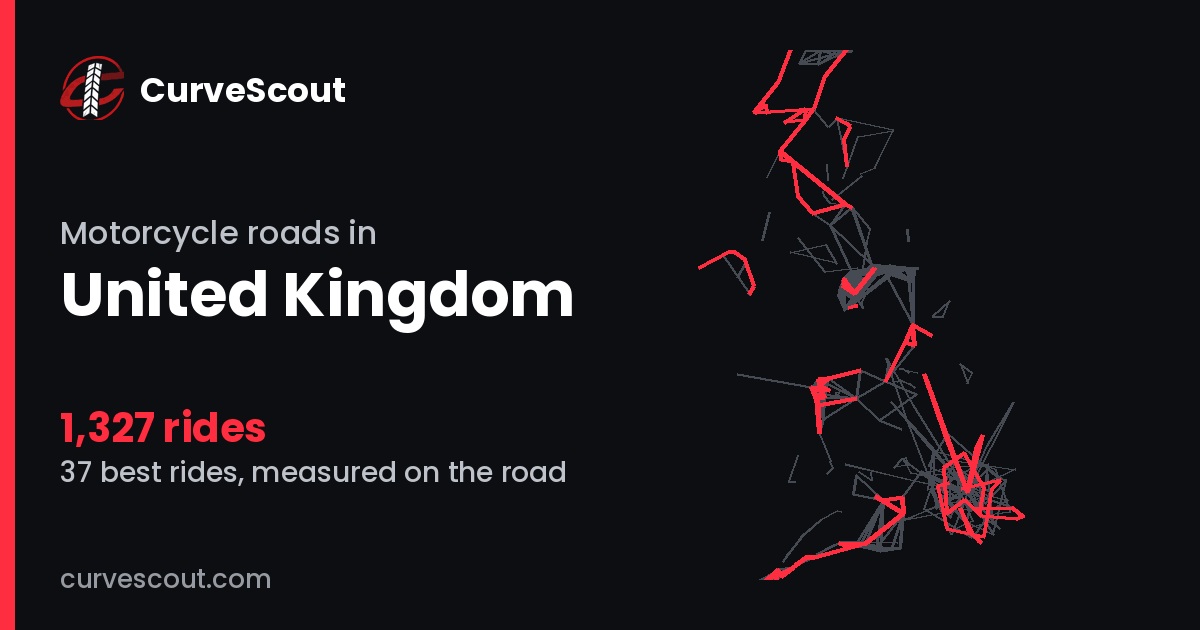 CurveScout
Motorcycle roads in
United Kingdom
1,327 rides
37 best rides, measured on the road
curvescout.com